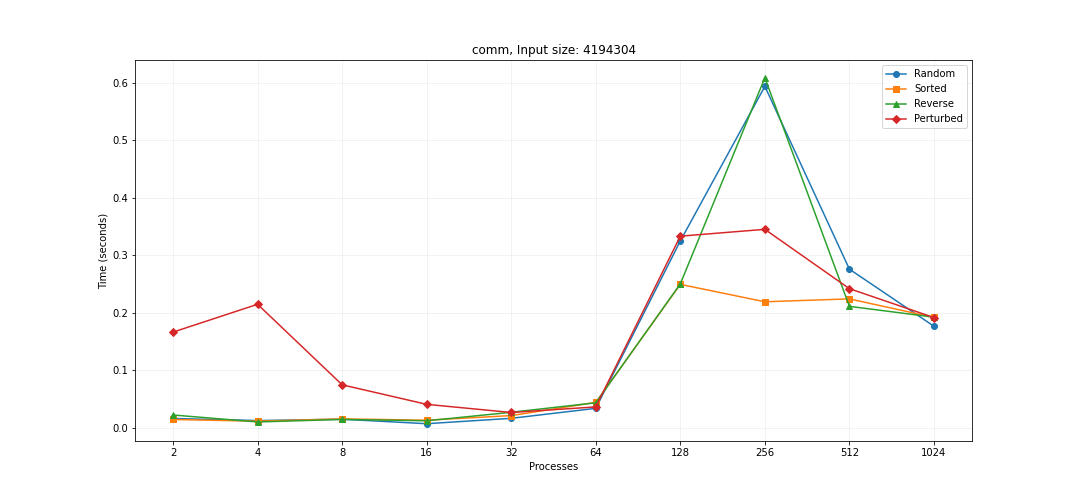 comm, Input size: 4194304
Random
Sorted
Reverse
Perturbed
Time (seconds)
0.6
0.5
0.4
0.3
0.2
0.1
0.0
2 4 8 16 32 64 128 256 512 1024
Processes